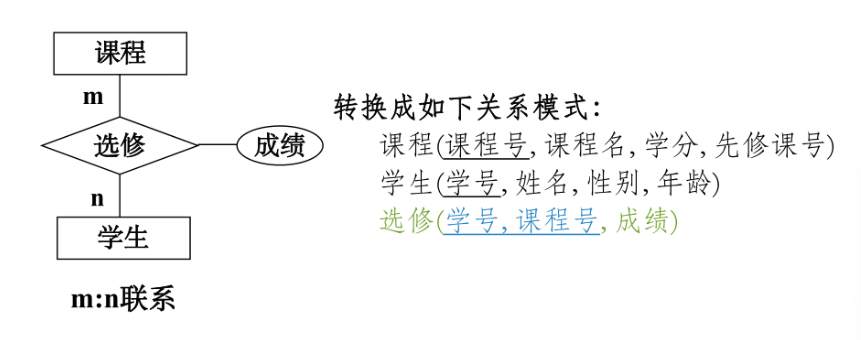 课程
m
选修
成绩
n
学生
m:n联系
转换成如下关系模式:
课程(课程号, 课程名, 学分, 先修课号)
学生(学号, 姓名, 性别, 年龄)
选修(学号, 课程号, 成绩)